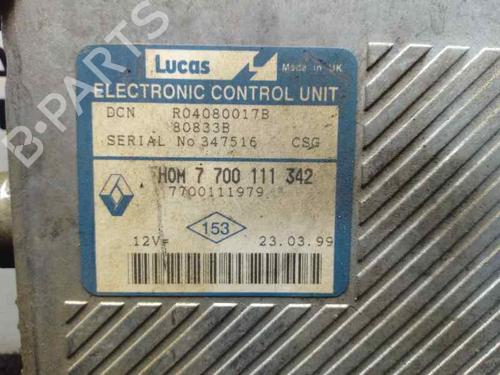 Lucas
Made in UK
ELECTRONIC CONTROL UNIT
DCN R04080017B
80833B
SERIAL No 347516 CSG
HOM 7 700 111 342
7700111979
153
12V= 23.03.99
B-PARTS